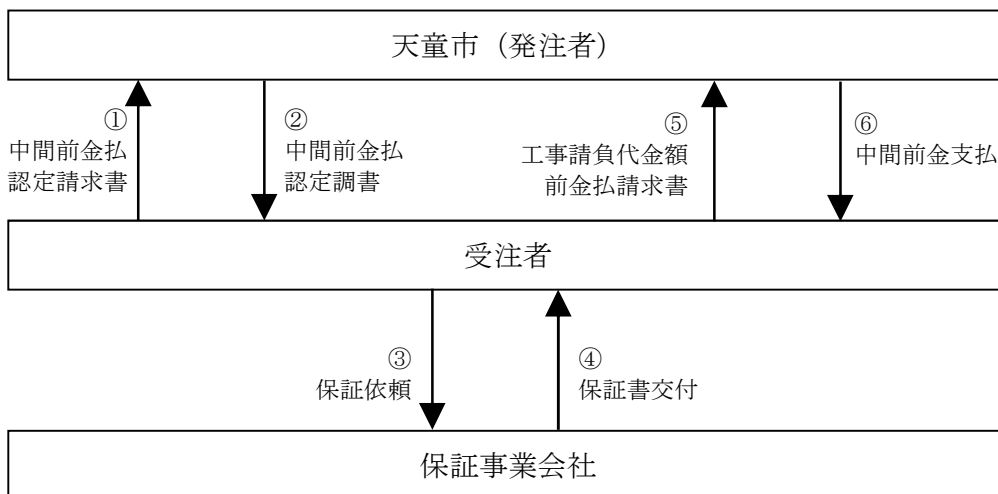 天童市（発注者）
①
中間前金払
認定請求書
②
中間前金払
認定調書
⑤
工事請負代金額
前金払請求書
⑥
中間前金支払
受注者
③
保証依頼
④
保証書交付
保証事業会社